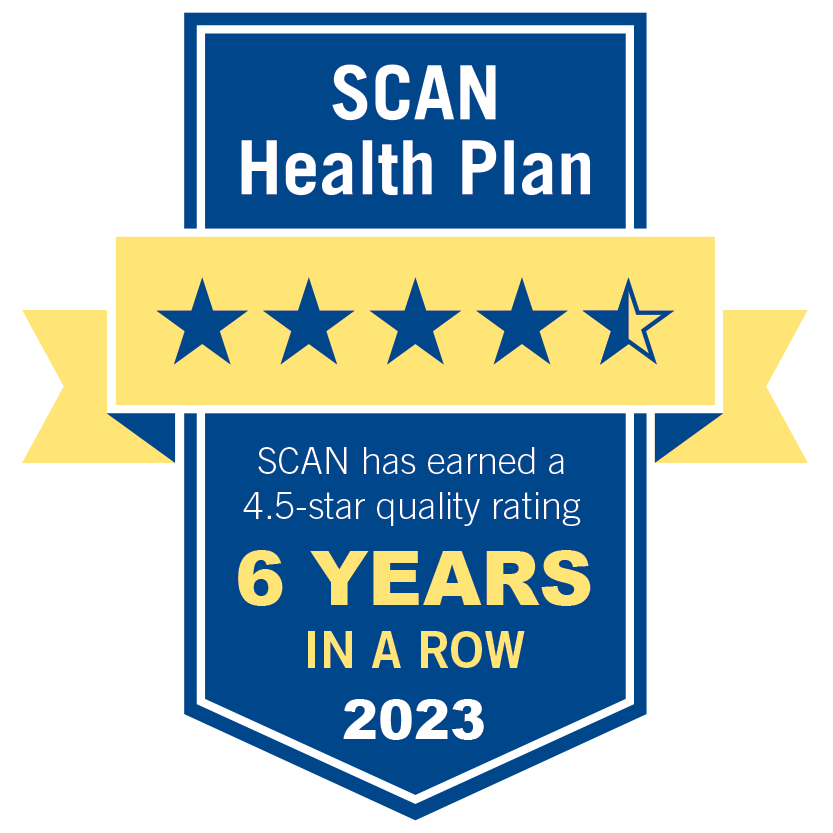 SCAN
Health Plan
SCAN has earned a
4.5-star quality rating
6 YEARS
IN A ROW
2023